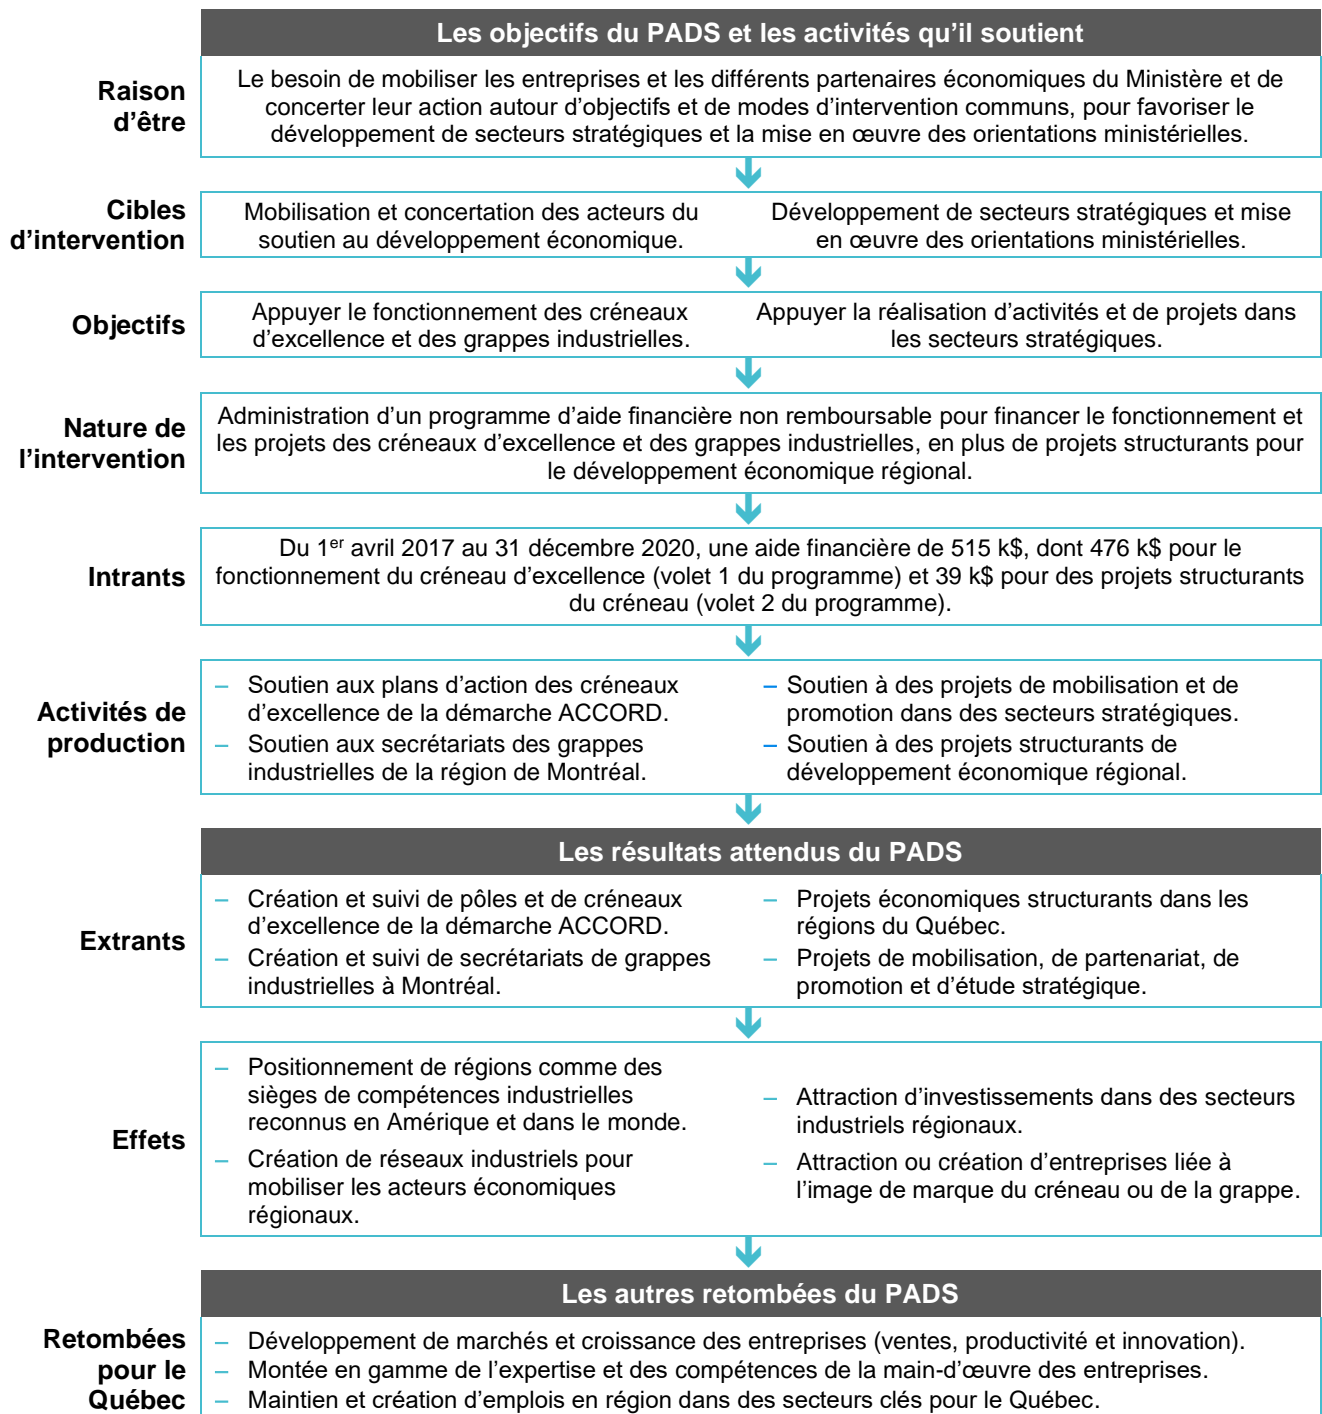 Les objectifs du PADS et les activités qu'il soutient
Raison
d'être
Le besoin de mobiliser les entreprises et les différents partenaires économiques du Ministère et de
concerter leur action autour d'objectifs et de modes d'intervention communs, pour favoriser le
développement de secteurs stratégiques et la mise en œuvre des orientations ministérielles.
Cibles
d'intervention
Mobilisation et concertation des acteurs du
soutien au développement économique.
Développement de secteurs stratégiques et mise
en œuvre des orientations ministérielles.
Objectifs
Appuyer le fonctionnement des créneaux
d'excellence et des grappes industrielles.
Appuyer la réalisation d'activités et de projets dans
les secteurs stratégiques.
Nature de
l'intervention
Administration d'un programme d'aide financière non remboursable pour financer le fonctionnement et
les projets des créneaux d'excellence et des grappes industrielles, en plus de projets structurants pour
le développement économique régional.
Intrants
Du 1er avril 2017 au 31 décembre 2020, une aide financière de 515 k$, dont 476 k$ pour le
fonctionnement du créneau d'excellence (volet 1 du programme) et 39 k$ pour des projets structurants
du créneau (volet 2 du programme).
Activités de
production
– Soutien aux plans d'action des créneaux
d'excellence de la démarche ACCORD.
– Soutien aux secrétariats des grappes
industrielles de la région de Montréal.
– Soutien à des projets de mobilisation et de
promotion dans des secteurs stratégiques.
– Soutien à des projets structurants de
développement économique régional.
Les résultats attendus du PADS
Extrants
– Création et suivi de pôles et de créneaux
d'excellence de la démarche ACCORD.
– Création et suivi de secrétariats de grappes
industrielles à Montréal.
– Projets économiques structurants dans les
régions du Québec.
– Projets de mobilisation, de partenariat, de
promotion et d'étude stratégique.
Effets
– Positionnement de régions comme des
sièges de compétences industrielles
reconnus en Amérique et dans le monde.
– Création de réseaux industriels pour
mobiliser les acteurs économiques
régionaux.
– Attraction d'investissements dans des secteurs
industriels régionaux.
– Attraction ou création d'entreprises liée à
l'image de marque du créneau ou de la grappe.
Les autres retombées du PADS
Retombées
pour le
Québec
– Développement de marchés et croissance des entreprises (ventes, productivité et innovation).
– Montée en gamme de l'expertise et des compétences de la main-d'œuvre des entreprises.
– Maintien et création d'emplois en région dans des secteurs clés pour le Québec.